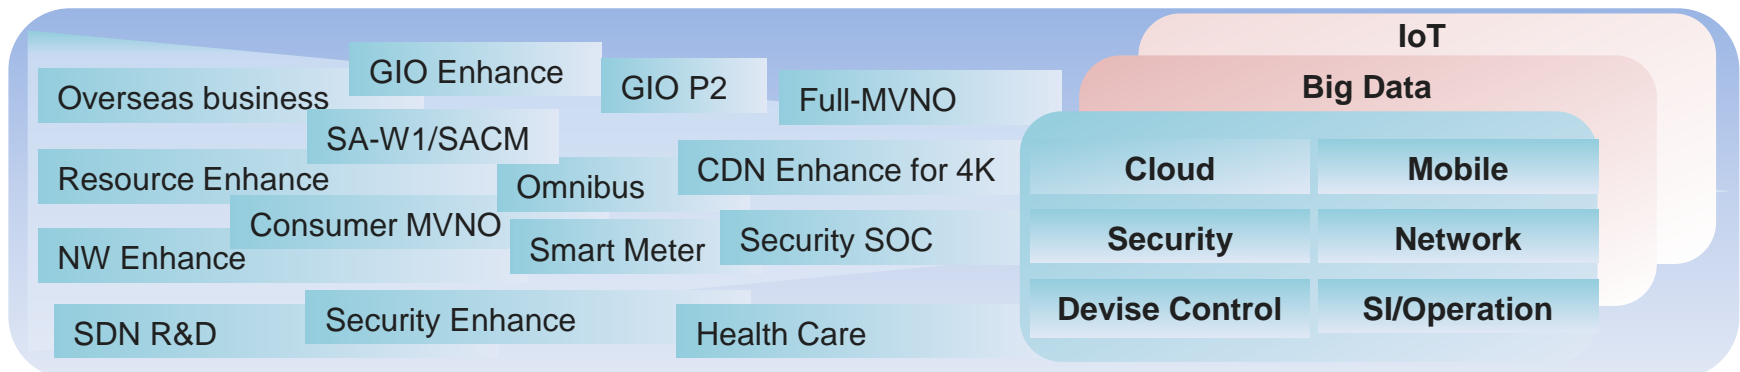 IoT
Big Data
GIO Enhance
GIO P2
Full-MVNO
Overseas business
SA-W1/SACM
Resource Enhance
Omnibus
CDN Enhance for 4K
Cloud
Mobile
Consumer MVNO
NW Enhance
Smart Meter
Security SOC
Security
Network
SDN R&D
Security Enhance
Health Care
Devise Control
SI/Operation